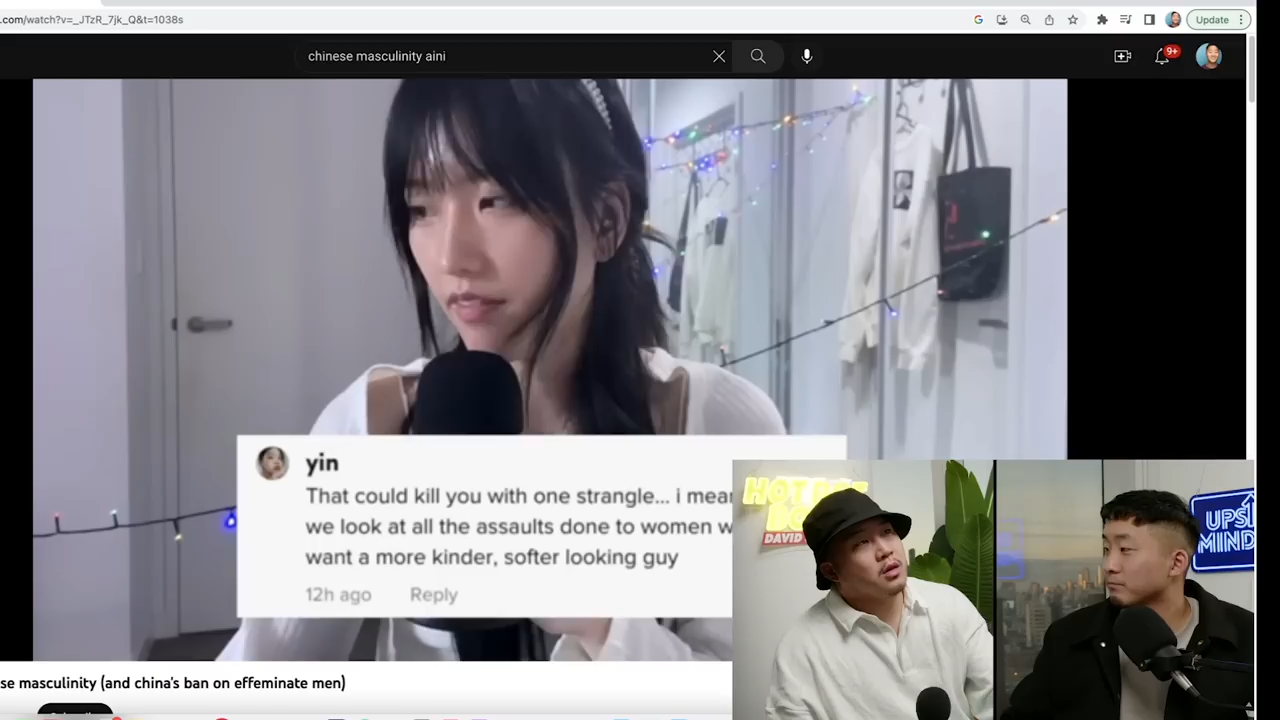 .com/watch?v=_JTzR_7jk_Q&t=1038s
Update
chinese masculinity aini
9+
yin
That could kill you with one strangle... i mean
we look at all the assaults done to women w
want a more kinder, softer looking guy
12h ago Reply
HOT POT
DAVID
UPS
MIND
se masculinity (and china's ban on effeminate men)